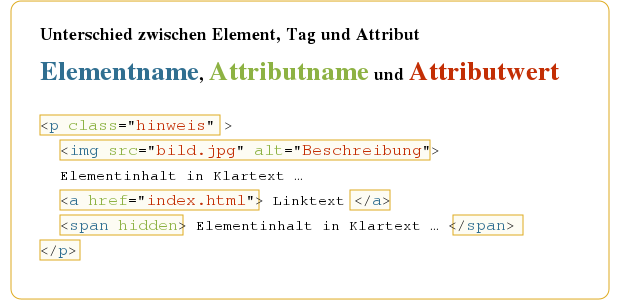 Unterschied zwischen Element, Tag und Attribut
Elementname, Attributname und Attributwert
<p class="hinweis" >
<img src="bild.jpg" alt="Beschreibung">
Elementinhalt in Klartext …
<a href="index.html"> Linktext </a>
<span hidden> Elementinhalt in Klartext … </span>
</p>